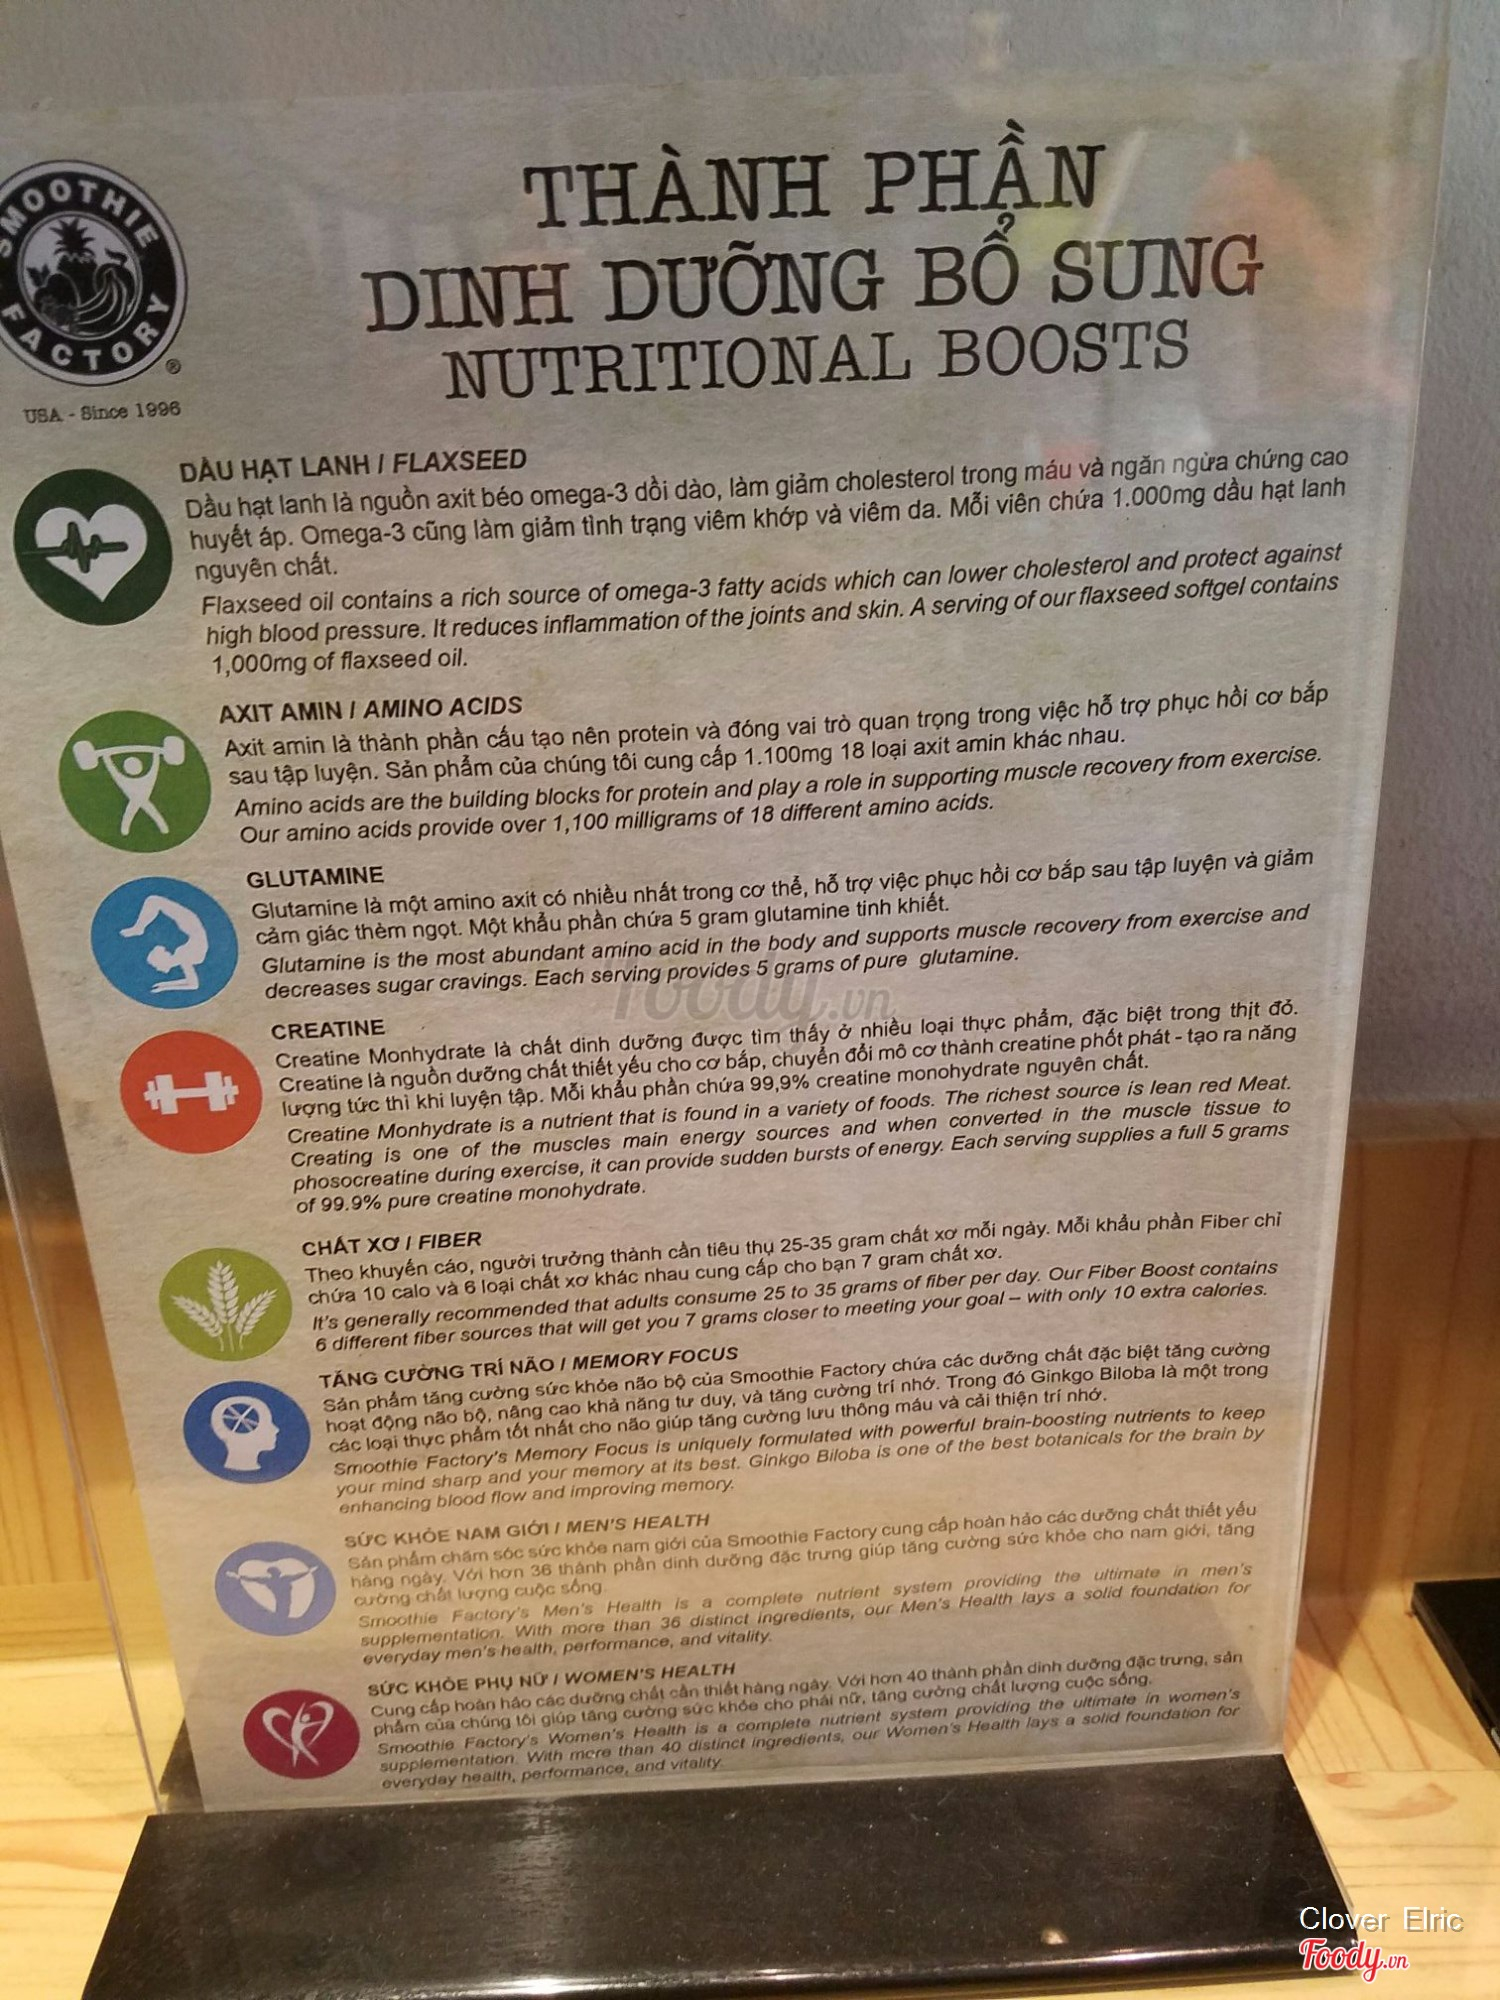 SMOOTHIE
FACTORY
®
USA - Since 1996
THÀNH PHẦN
DINH DƯỠNG BỔ SUNG
NUTRITIONAL BOOSTS
DẦU HẠT LANH / FLAXSEED
Dầu hạt lanh là nguồn axit béo omega-3 dồi dào, làm giảm cholesterol trong máu và ngăn ngừa chứng cao
huyết áp. Omega-3 cũng làm giảm tình trạng viêm khớp và viêm da. Mỗi viên chứa 1.000mg dầu hạt lanh
nguyên chất.
Flaxseed oil contains a rich source of omega-3 fatty acids which can lower cholesterol and protect against
high blood pressure. It reduces inflammation of the joints and skin. A serving of our flaxseed softgel contains
1,000mg of flaxseed oil.
AXIT AMIN / AMINO ACIDS
Axit amin là thành phần cấu tạo nên protein và đóng vai trò quan trọng trong việc hỗ trợ phục hồi cơ bắp
sau tập luyện. Sản phẩm của chúng tôi cung cấp 1.100mg 18 loại axit amin khác nhau.
Amino acids are the building blocks for protein and play a role in supporting muscle recovery from exercise.
Our amino acids provide over 1,100 milligrams of 18 different amino acids.
GLUTAMINE
Glutamine là một amino axit có nhiều nhất trong cơ thể, hỗ trợ việc phục hồi cơ bắp sau tập luyện và giảm
cảm giác thèm ngọt. Một khẩu phần chứa 5 gram glutamine tinh khiết.
Glutamine is the most abundant amino acid in the body and supports muscle recovery from exercise and
decreases sugar cravings. Each serving provides 5 grams of pure glutamine.
foody.vn
CREATINE
Creatine Monhydrate là chất dinh dưỡng được tìm thấy ở nhiều loại thực phẩm, đặc biệt trong thịt đỏ.
Creatine là nguồn dưỡng chất thiết yếu cho cơ bắp, chuyển đổi mô cơ thành creatine phốt phát - tạo ra năng
lượng tức thì khi luyện tập. Mỗi khẩu phần chứa 99,9% creatine monohydrate nguyên chất.
Creatine Monhydrate is a nutrient that is found in a variety of foods. The richest source is lean red Meat.
Creating is one of the muscles main energy sources and when converted in the muscle tissue to
phosocreatine during exercise, it can provide sudden bursts of energy. Each serving supplies a full 5 grams
of 99.9% pure creatine monohydrate.
CHẤT XƠ / FIBER
Theo khuyến cáo, người trưởng thành cần tiêu thụ 25-35 gram chất xơ mỗi ngày. Mỗi khẩu phần Fiber chỉ
chứa 10 calo và 6 loại chất xơ khác nhau cung cấp cho bạn 7 gram chất xơ.
It's generally recommended that adults consume 25 to 35 grams of fiber per day. Our Fiber Boost contains
6 different fiber sources that will get you 7 grams closer to meeting your goal – with only 10 extra calories.
TĂNG CƯỜNG TRÍ NÃO / MEMORY FOCUS
Sản phẩm tăng cường sức khỏe não bộ của Smoothie Factory chứa các dưỡng chất đặc biệt tăng cường
hoạt động não bộ, nâng cao khả năng tư duy, và tăng cường trí nhớ. Trong đó Ginkgo Biloba là một trong
các loại thực phẩm tốt nhất cho não giúp tăng cường lưu thông máu và cải thiện trí nhớ.
Smoothie Factory's Memory Focus is uniquely formulated with powerful brain-boosting nutrients to keep
your mind sharp and your memory at its best. Ginkgo Biloba is one of the best botanicals for the brain by
enhancing blood flow and improving memory.
SỨC KHỎE NAM GIỚI / MEN'S HEALTH
Sản phẩm chăm sóc sức khỏe nam giới của Smoothie Factory cung cấp hoàn hảo các dưỡng chất thiết yếu
hàng ngày. Với hơn 36 thành phần dinh dưỡng đặc trưng giúp tăng cường sức khỏe cho nam giới, tăng
cường chất lượng cuộc sống.
Smoothie Factory's Men's Health is a complete nutrient system providing the ultimate in men's
supplementation. With more than 36 distinct ingredients, our Men's Health lays a solid foundation for
everyday men's health, performance, and vitality.
SỨC KHỎE PHỤ NỮ / WOMEN'S HEALTH
Cung cấp hoàn hảo các dưỡng chất cần thiết hàng ngày. Với hơn 40 thành phần dinh dưỡng đặc trưng, sản
phẩm của chúng tôi giúp tăng cường sức khỏe cho phái nữ, tăng cường chất lượng cuộc sống.
Smoothie Factory's Women's Health is a complete nutrient system providing the ultimate in women's
supplementation. With more than 40 distinct ingredients, our Women's Health lays a solid foundation for
everyday health, performance, and vitality.
Clover Elric
Foody.vn